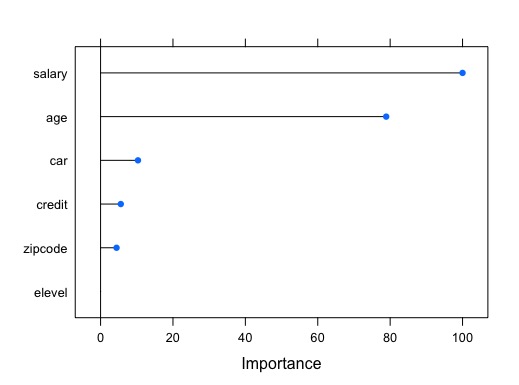 salary
age
car
credit
zipcode
elevel
0 20 40 60 80 100
Importance